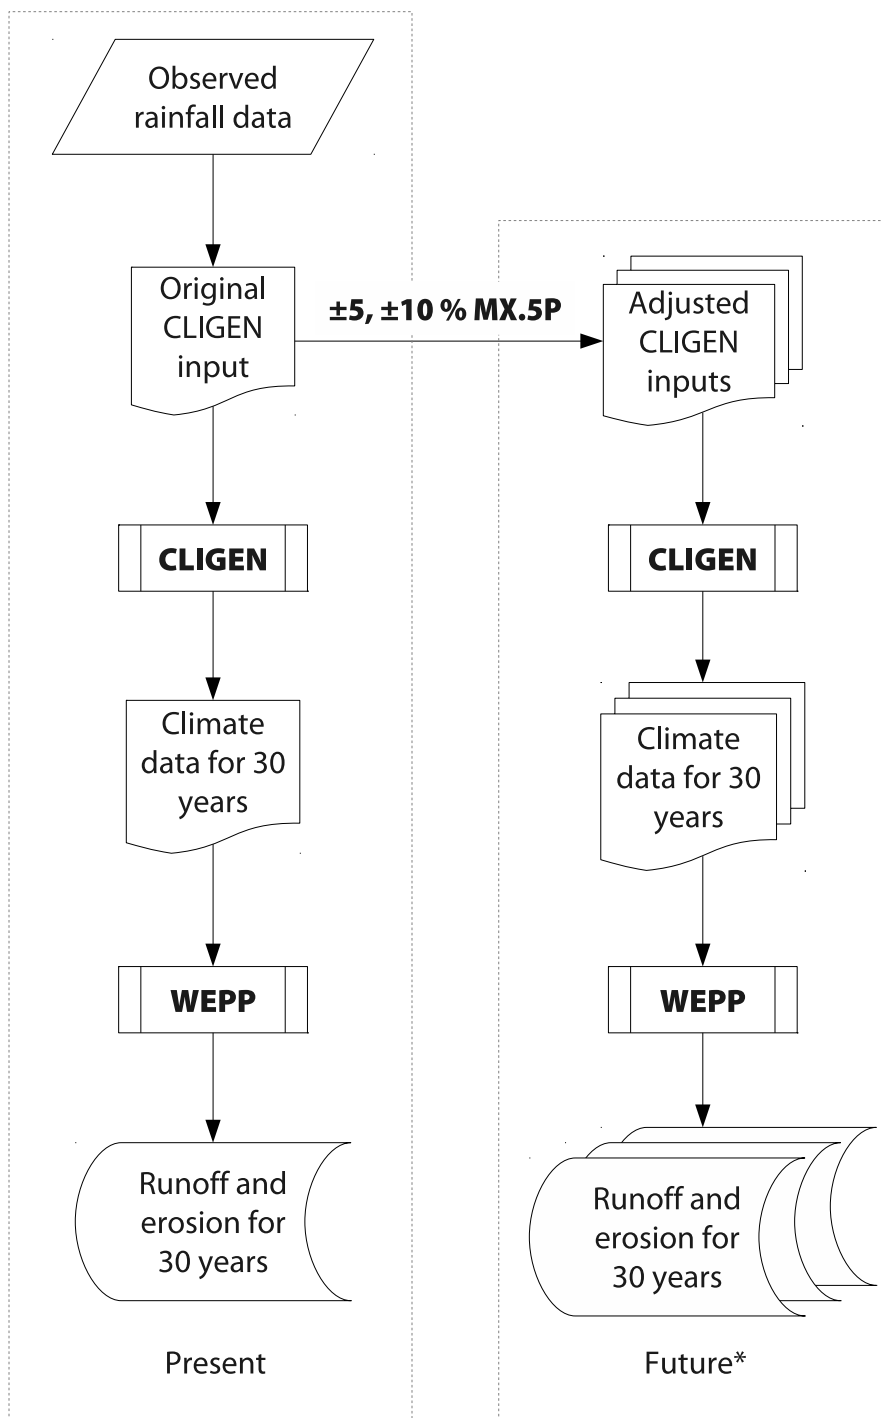 Observed
rainfall data
Original
CLIGEN
input
±5, ±10 % MX.5P
Adjusted
CLIGEN
inputs
CLIGEN
CLIGEN
Climate
data for 30
years
Climate
data for 30
years
WEPP
WEPP
Runoff and
erosion for
30 years
Runoff and
erosion for
30 years
Present
Future*